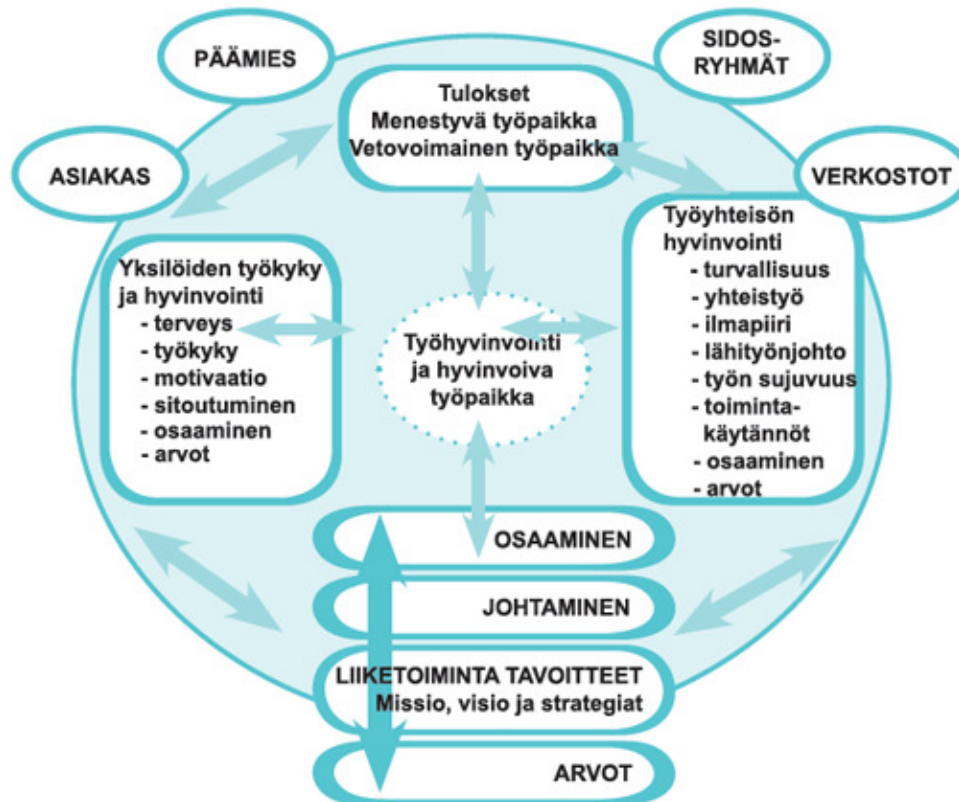 PÄÄMIES
SIDOS-
RYHMÄT
ASIAKAS
VERKOSTOT
Tulokset
Menestyvä työpaikka
Vetovoimainen työpaikka
Yksilöiden työkyky
ja hyvinvointi
- terveys
- työkyky
- motivaatio
- sitoutuminen
- osaaminen
- arvot
Työhyvinvointi
ja hyvinvoiva
työpaikka
Työyhteisön
hyvinvointi
- turvallisuus
- yhteistyö
- ilmapiiri
- lähityönjohto
- työn sujuvuus
- toiminta-
käytännöt
- osaaminen
- arvot
OSAAMINEN
JOHTAMINEN
LIIKETOIMINTA TAVOITTEET
Missio, visio ja strategiat
ARVOT